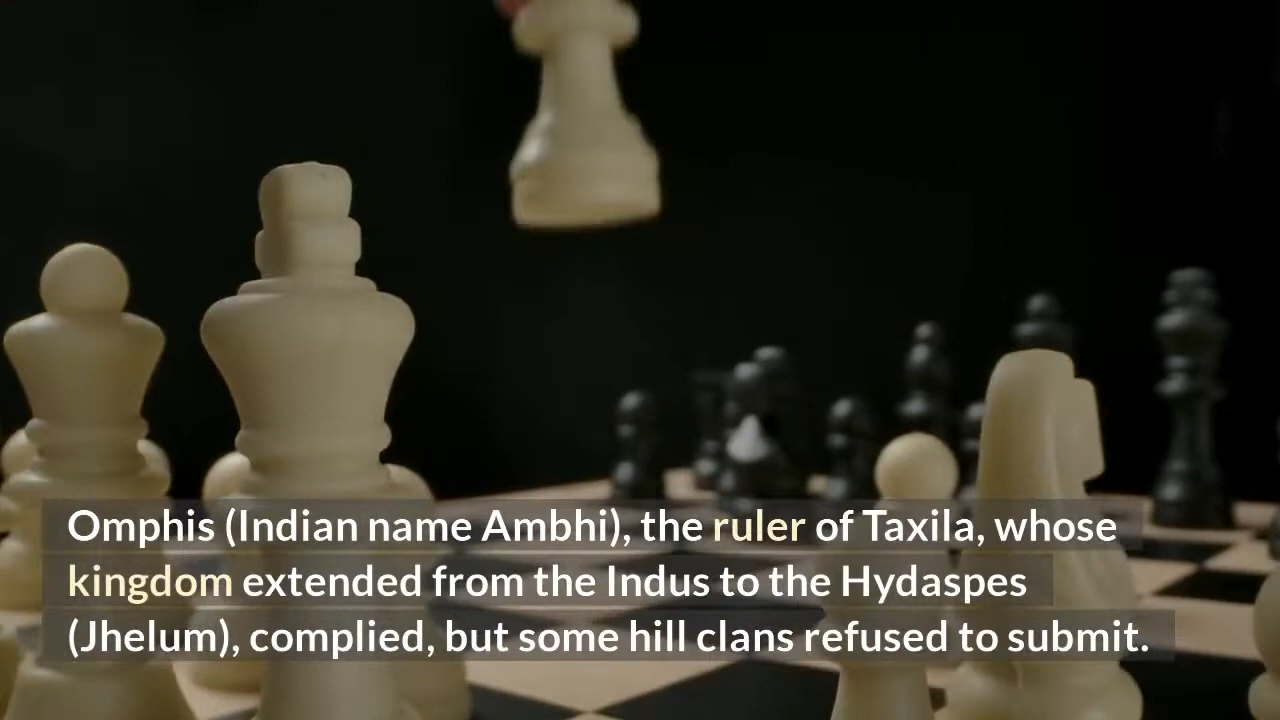 Omphis (Indian name Ambhi), the ruler of Taxila, whose
kingdom extended from the Indus to the Hydaspes
(Jhelum), complied, but some hill clans refused to submit.